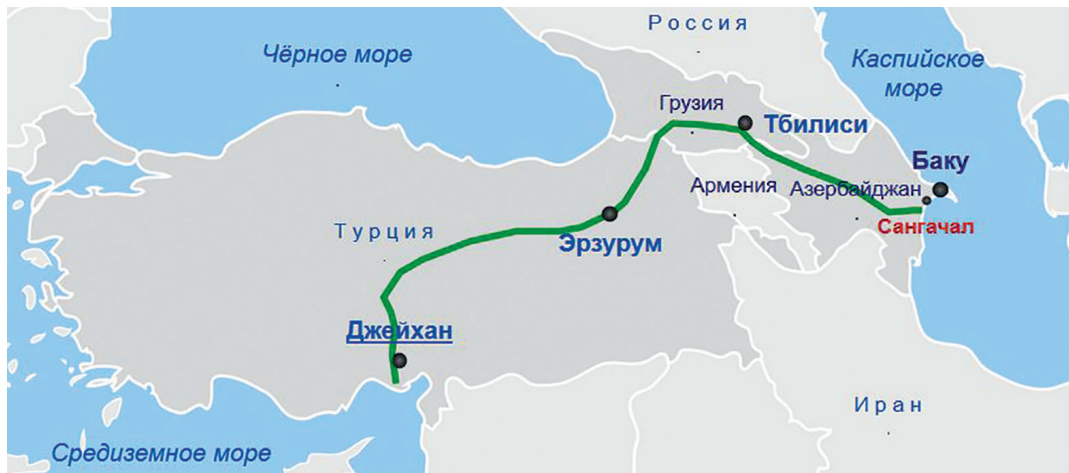 Россия
Чёрное море
Каспийское
море
Грузия
Тбилиси
Баку
Армения
Азербайджан
Сангачал
Турция
Эрзурум
Джейхан
Иран
Средиземное море